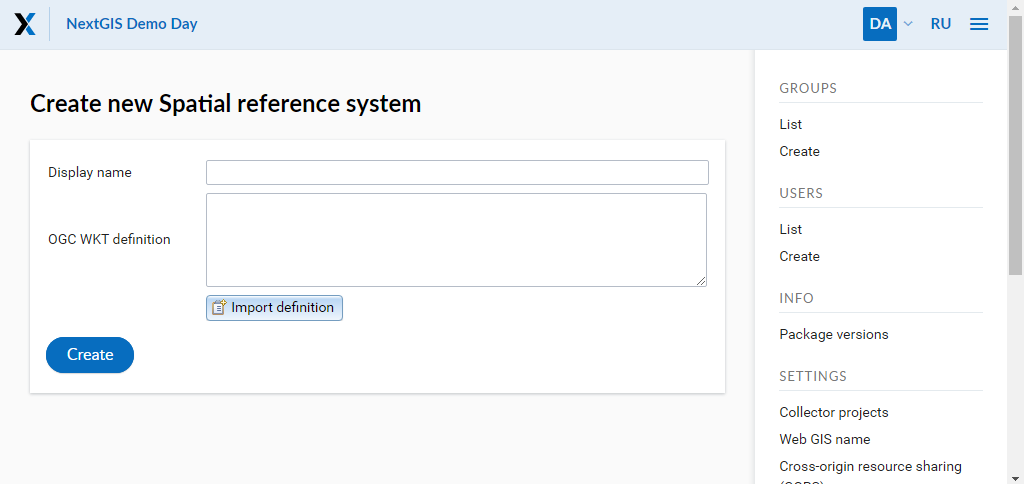 NextGIS Demo Day
DA
RU
Create new Spatial reference system
Display name
OGC WKT definition
Import definition
Create
GROUPS
List
Create
USERS
List
Create
INFO
Package versions
SETTINGS
Collector projects
Web GIS name
Cross-origin resource sharing